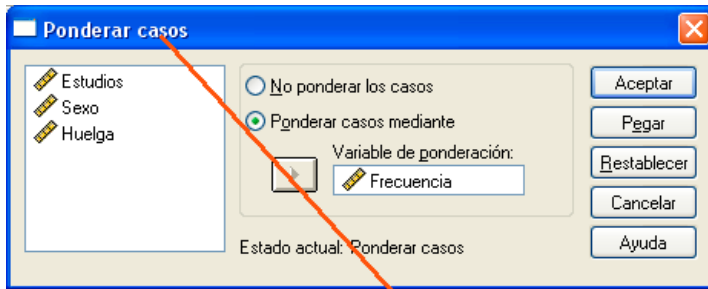 Ponderar casos
Estudios
Sexo
Huelga
No ponderar los casos
Ponderar casos mediante
Variable de ponderación:
Frecuencia
Estado actual: Ponderar casos
Aceptar
Pegar
Restablecer
Cancelar
Ayuda